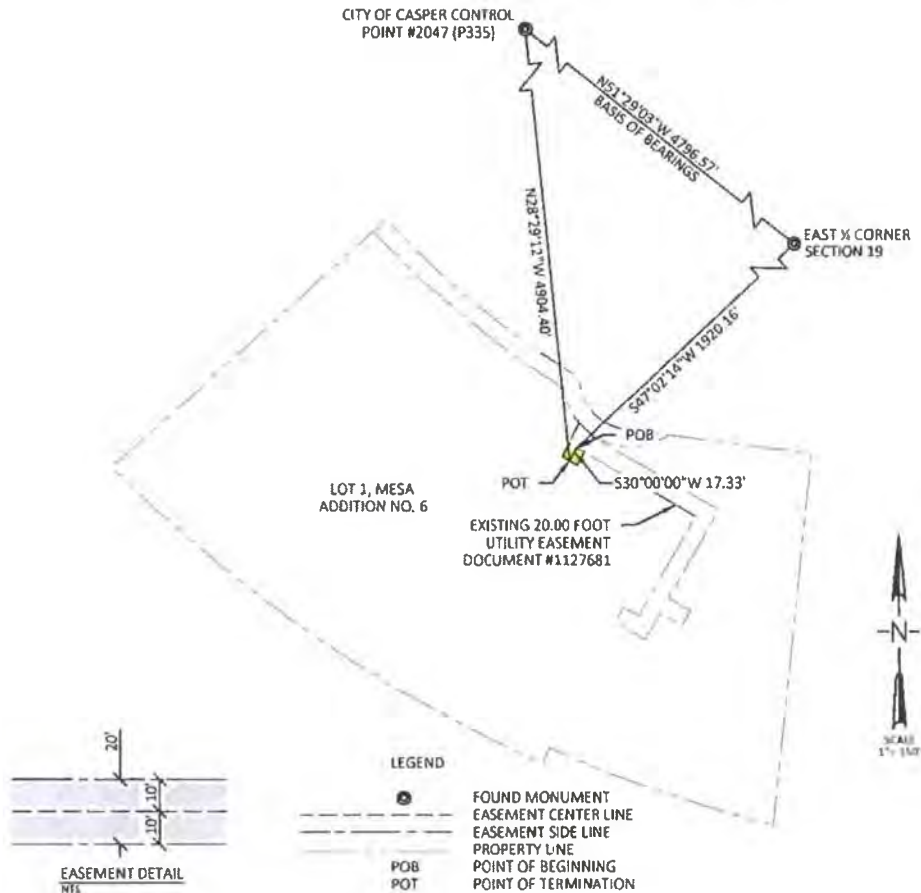 CITY OF CASPER CONTROL
POINT #2047 (P335)
N51°29'03"W 4796.57'
BASIS OF BEARINGS
N28°29'12"W 4904.40'
EAST ¼ CORNER
SECTION 19
S47°02'14"W 1920.16'
POB
POT
S30°00'00"W 17.33'
LOT 1, MESA
ADDITION NO. 6
EXISTING 20.00 FOOT
UTILITY EASEMENT
DOCUMENT #1127681
N
SCALE
1"= 150'
20'
10'
10'
EASEMENT DETAIL
NTS
LEGEND
FOUND MONUMENT
EASEMENT CENTER LINE
EASEMENT SIDE LINE
PROPERTY LINE
POB POINT OF BEGINNING
POT POINT OF TERMINATION